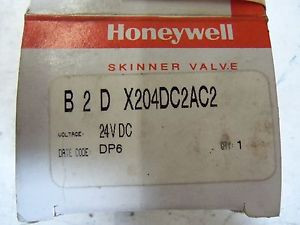 Honeywell
SKINNER VALVE
B 2 D X204DC2AC2
VOLTAGE: 24V DC
DATE CODE: DP6 QTY: 1